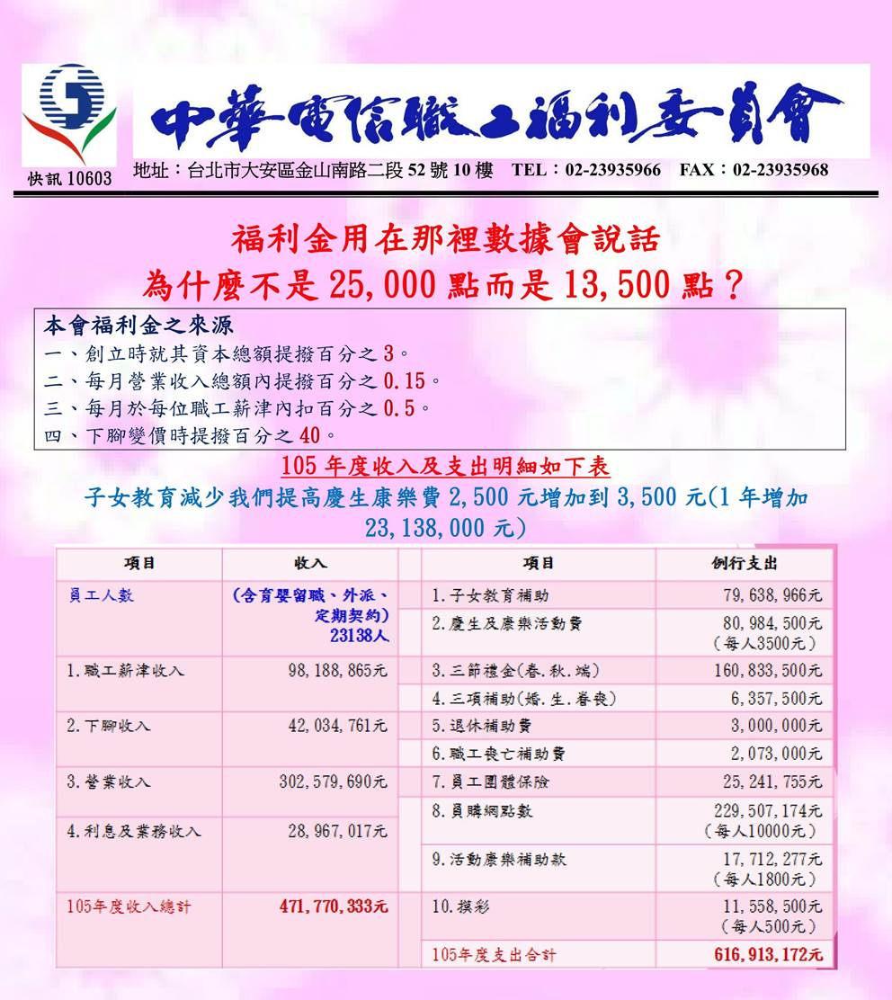 中華電信職工福利委員會
快訊 10603
地址：台北市大安區金山南路二段 52 號 10 樓 TEL：02-23935966 FAX：02-23935968
福利金用在那裡數據會說話
為什麼不是 25,000 點而是 13,500 點？
本會福利金之來源
一、創立時就其資本總額提撥百分之 3。
二、每月營業收入總額內提撥百分之 0.15。
三、每月於每位職工薪津內扣百分之 0.5。
四、下腳變價時提撥百分之 40。
105 年度收入及支出明細如下表
子女教育減少我們提高慶生康樂費 2,500 元增加到 3,500 元(1 年增加
23,138,000 元)
項目 收入 項目 例行支出
員工人數 (含育嬰留職、外派、 1.子女教育補助 79,638,966元
定期契約) 2.慶生及康樂活動費 80,984,500元
23138人 (每人3500元)
1.職工薪津收入 98,188,865元 3.三節禮金(春.秋.端) 160,833,500元
4.三項補助(婚.生.眷喪) 6,357,500元
2.下腳收入 42,034,761元 5.退休補助費 3,000,000元
6.職工喪亡補助費 2,073,000元
3.營業收入 302,579,690元 7.員工團體保險 25,241,755元
8.員購網點數 229,507,174元
4.利息及業務收入 28,967,017元 (每人10000元)
9.活動康樂補助款 17,712,277元
(每人1800元)
105年度收入總計 471,770,333元 10.摸彩 11,558,500元
(每人500元)
105年度支出合計 616,913,172元